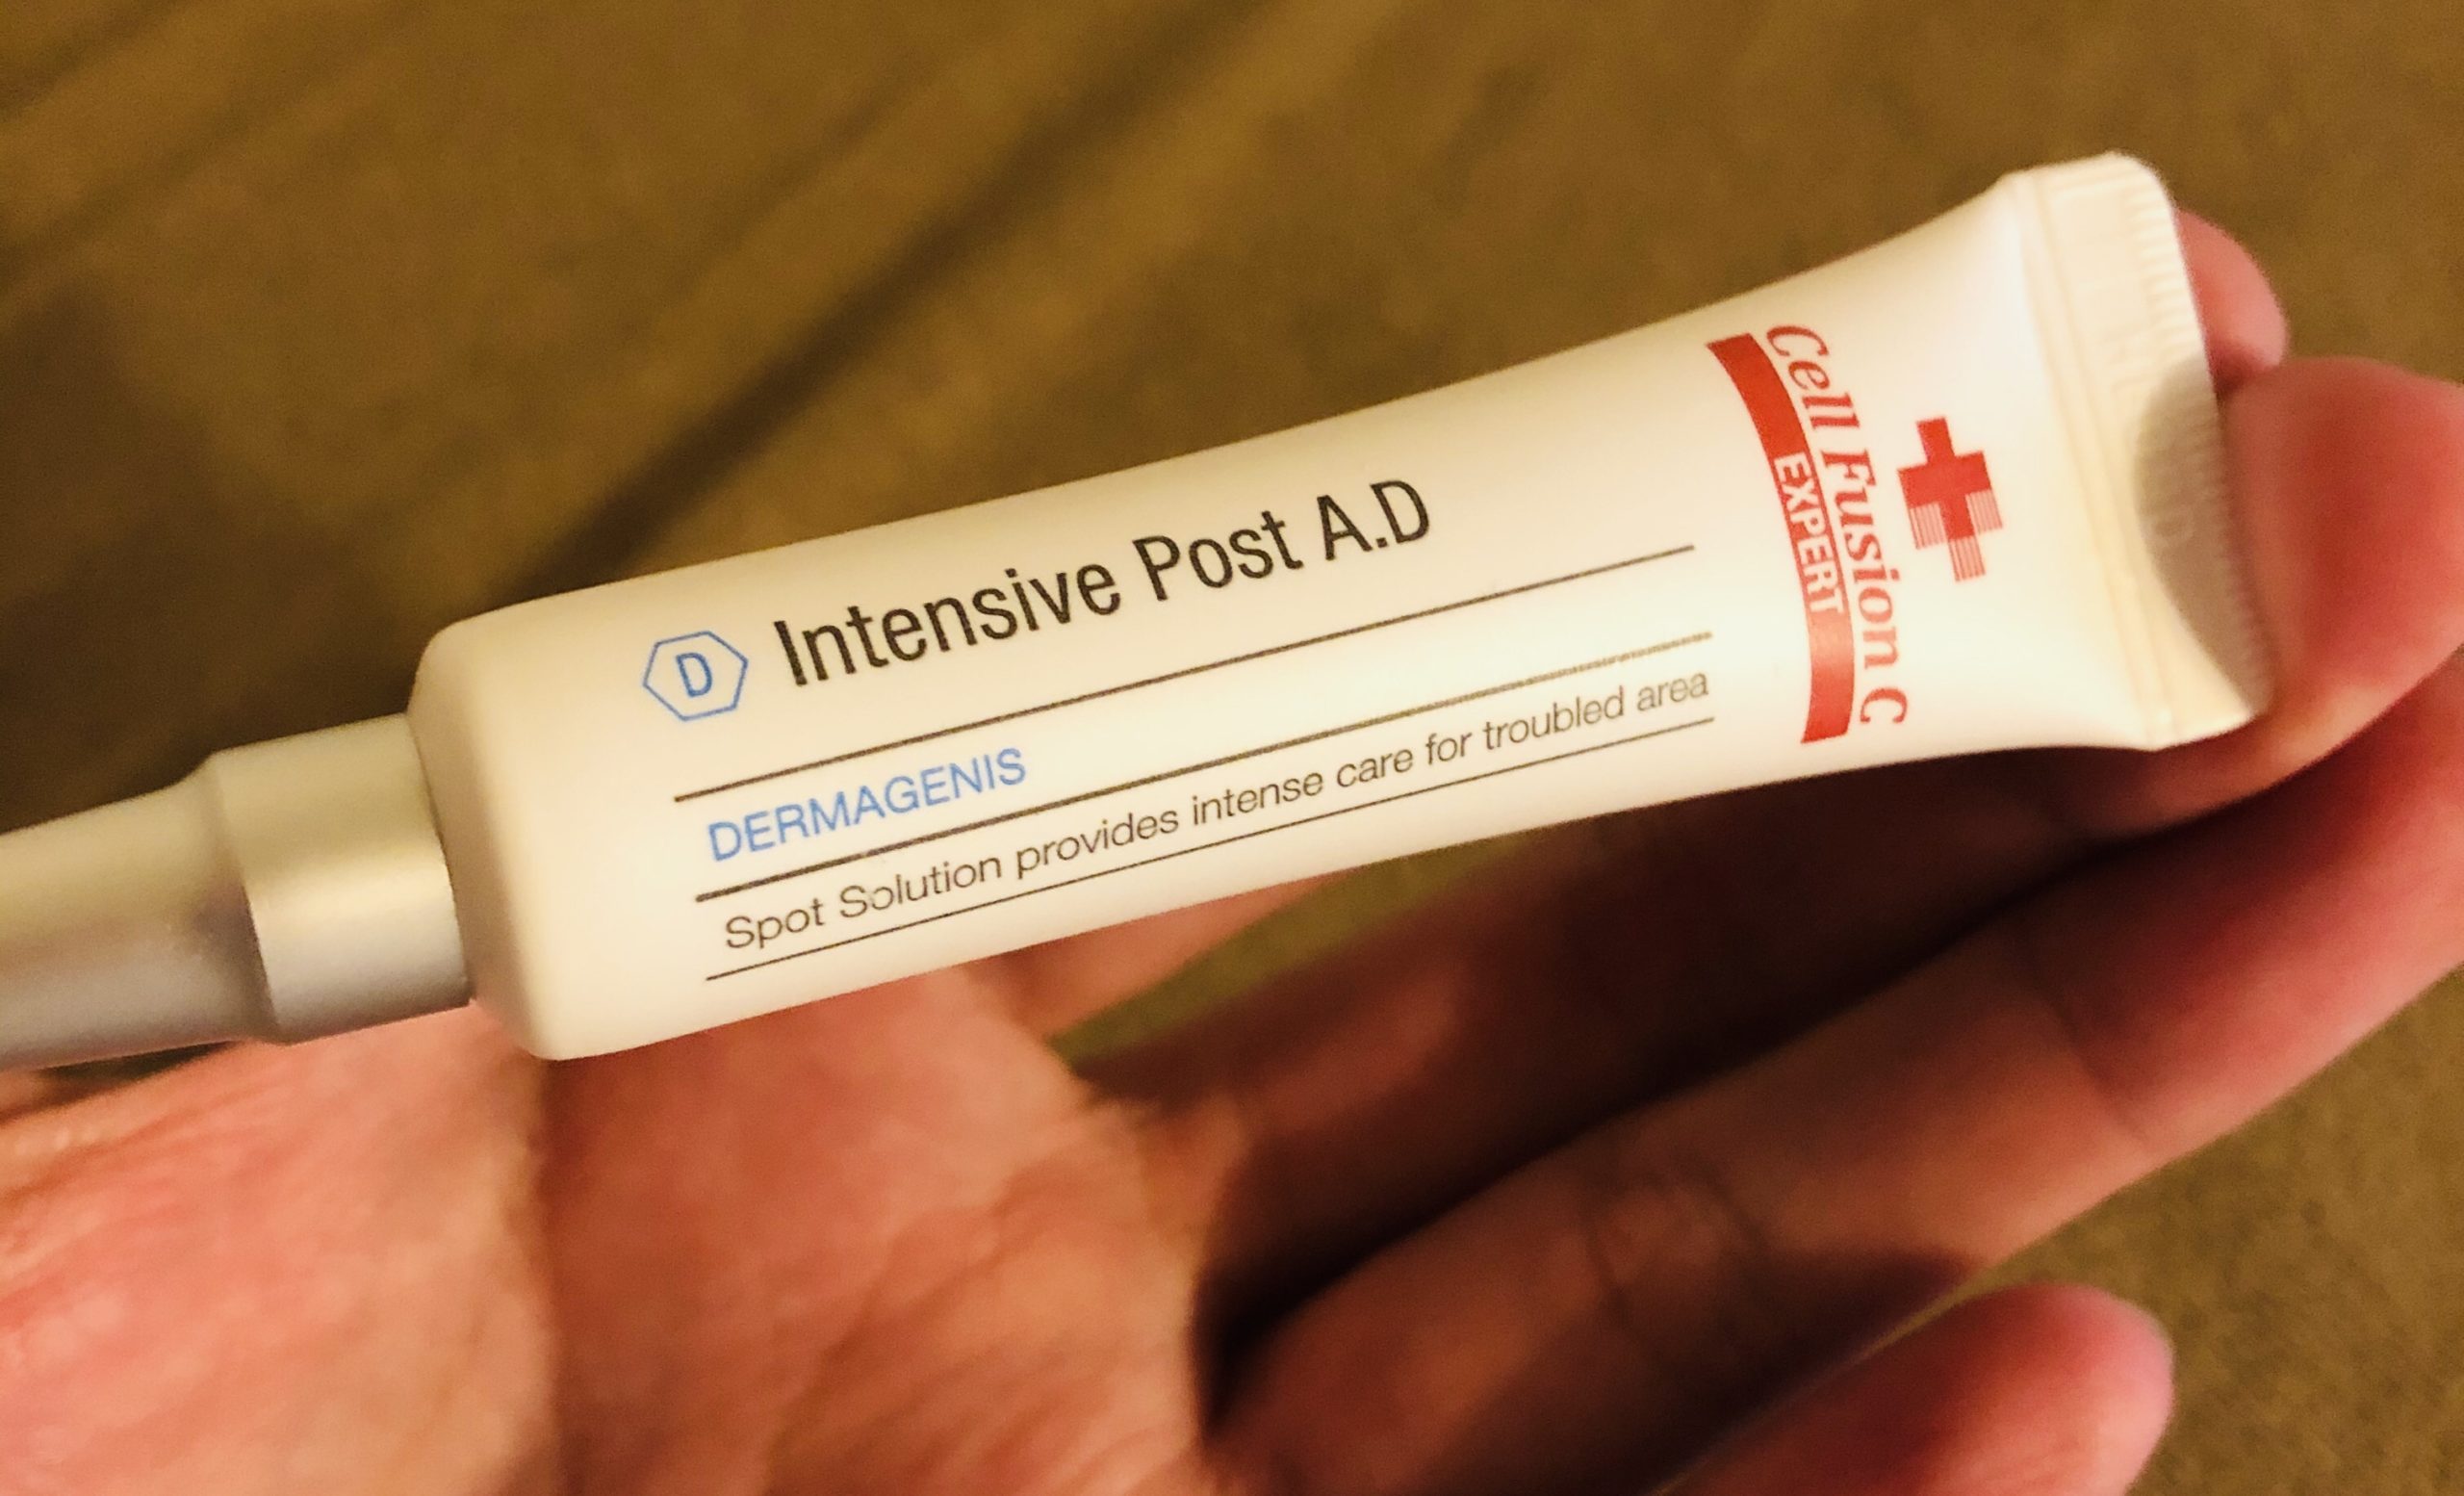 D Intensive Post A.D
DERMAGENIS
Spot Solution provides intense care for troubled area
Cell Fusion C
EXPERT